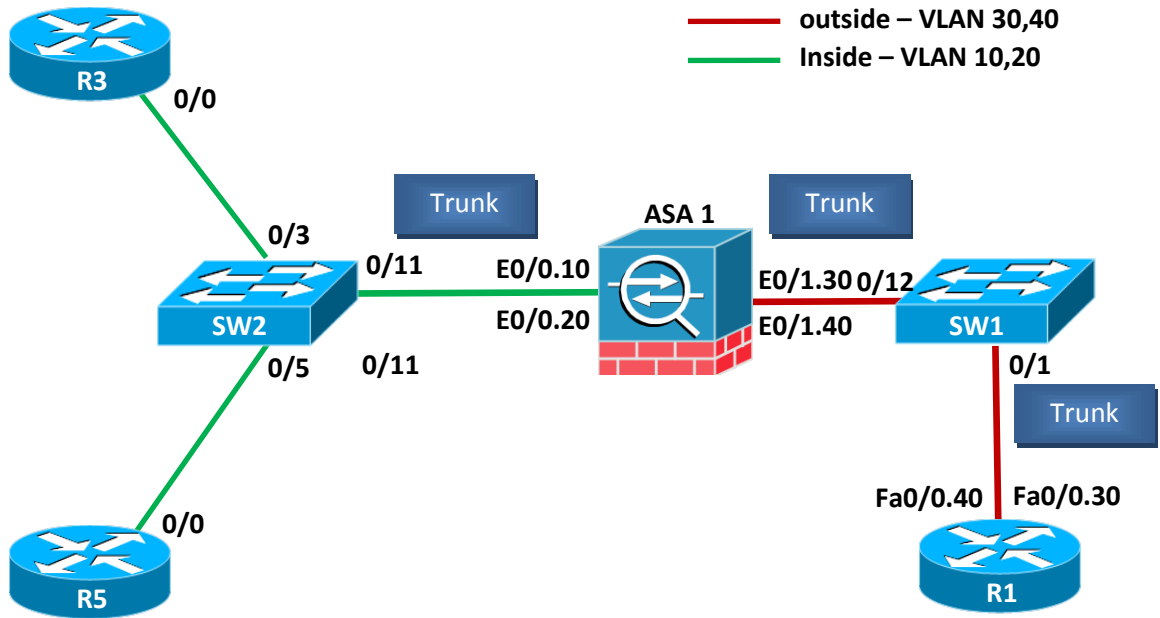 outside – VLAN 30,40
Inside – VLAN 10,20
R3
0/0
Trunk
Trunk
ASA 1
0/3
0/11
E0/0.10
E0/1.30
0/12
SW2
E0/0.20
E0/1.40
SW1
0/5
0/11
0/1
Trunk
Fa0/0.40
Fa0/0.30
0/0
R5
R1